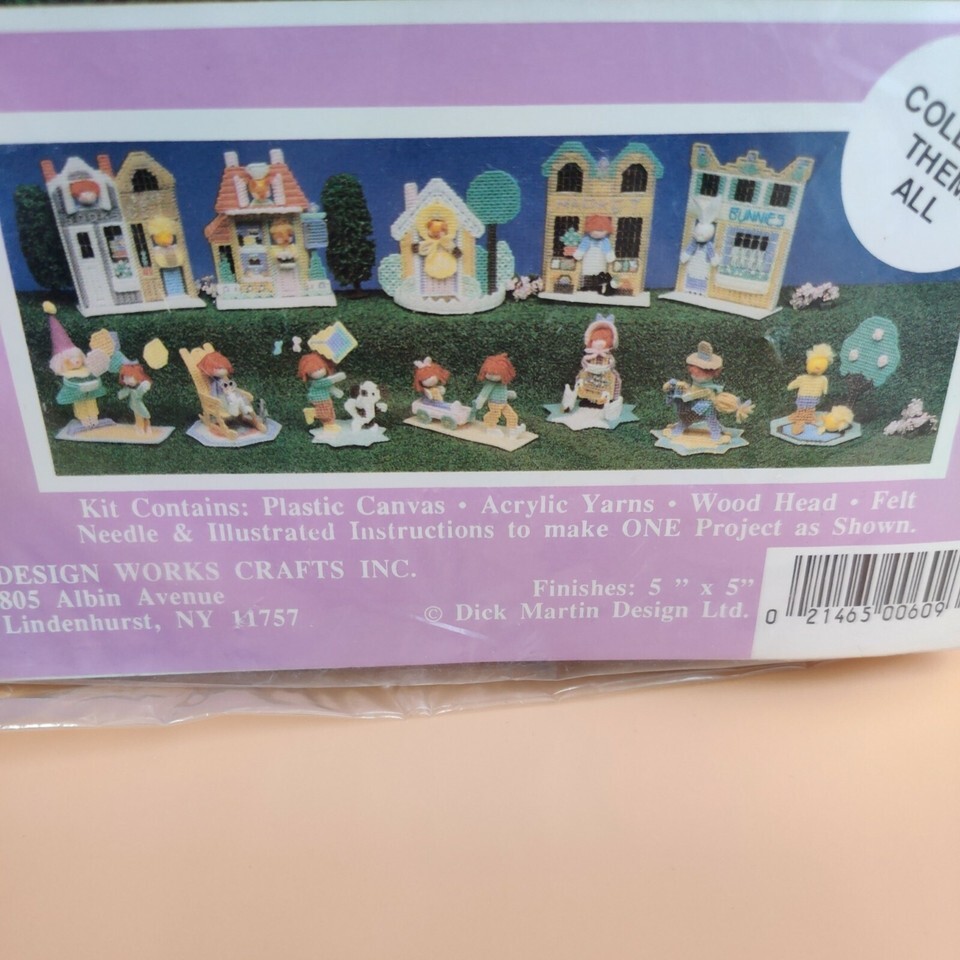 COLLE
THEM
ALL
MARKET
BUNNIES
Kit Contains: Plastic Canvas • Acrylic Yarns • Wood Head • Felt
Needle & Illustrated Instructions to make ONE Project as Shown.
DESIGN WORKS CRAFTS INC.
805 Albin Avenue
Lindenhurst, NY 11757
Finishes: 5 " x 5"
© Dick Martin Design Ltd.
0 21465 00609